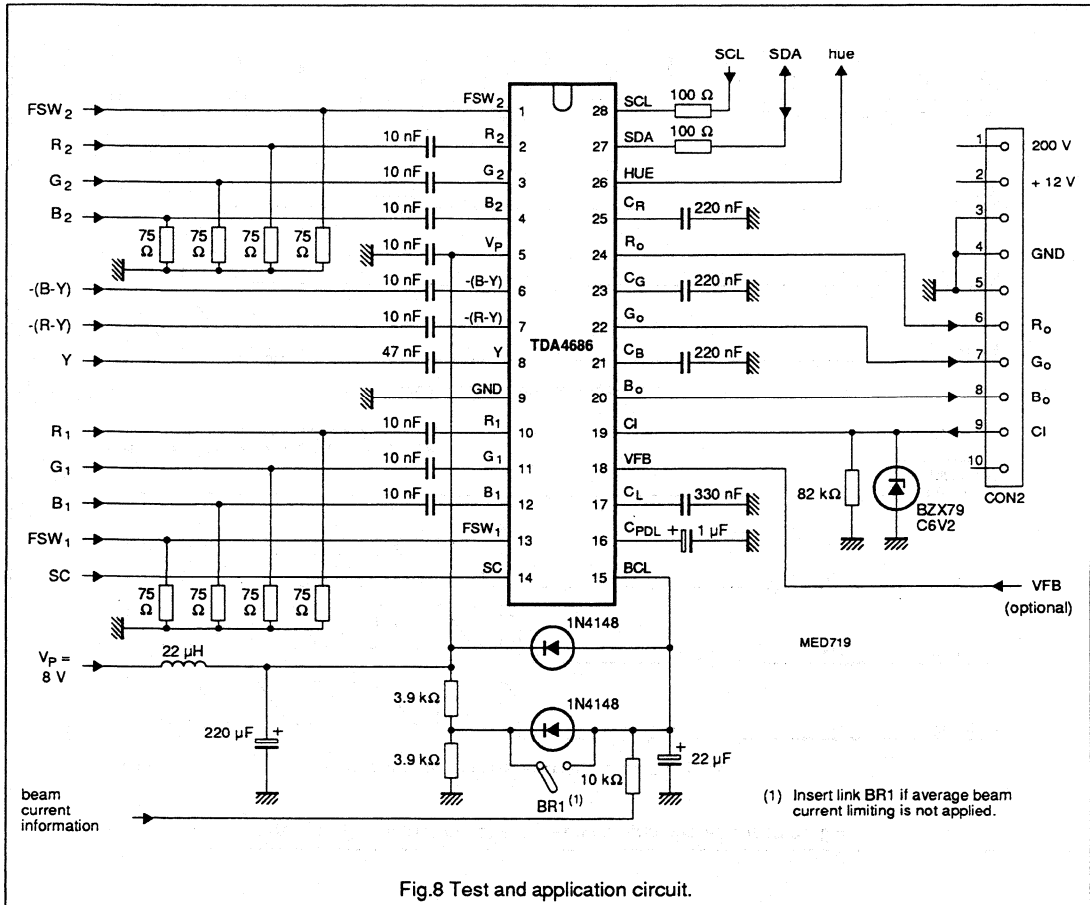 SCL SDA hue
FSW2 FSW2 1 28 SCL 100 Ω
R2 10 nF R2 2 27 SDA 100 Ω 1 200 V
G2 10 nF G2 3 26 HUE 2 + 12 V
B2 10 nF B2 4 25 CR 220 nF 3
75 Ω 75 Ω 75 Ω 75 Ω 10 nF VP 5 24 Ro 4 GND
-(B-Y) 10 nF -(B-Y) 6 23 CG 220 nF 5
-(R-Y) 10 nF -(R-Y) 7 22 Go 6 Ro
TDA4686
Y 47 nF Y 8 21 CB 220 nF 7 Go
GND 9 20 Bo 8 Bo
R1 10 nF R1 10 19 CI 9 CI
G1 10 nF G1 11 18 VFB 10
B1 10 nF B1 12 17 CL 330 nF 82 kΩ BZX79 C6V2 CON2
FSW1 FSW1 13 16 CPDL + 1 µF
SC SC 14 15 BCL
75 Ω 75 Ω 75 Ω 75 Ω VFB
(optional)
1N4148 MED719
VP = 8 V 22 µH
3.9 kΩ 1N4148
220 µF + 3.9 kΩ 10 kΩ + 22 µF
BR1 (1)
beam current information
(1) Insert link BR1 if average beam
current limiting is not applied.
Fig.8 Test and application circuit.